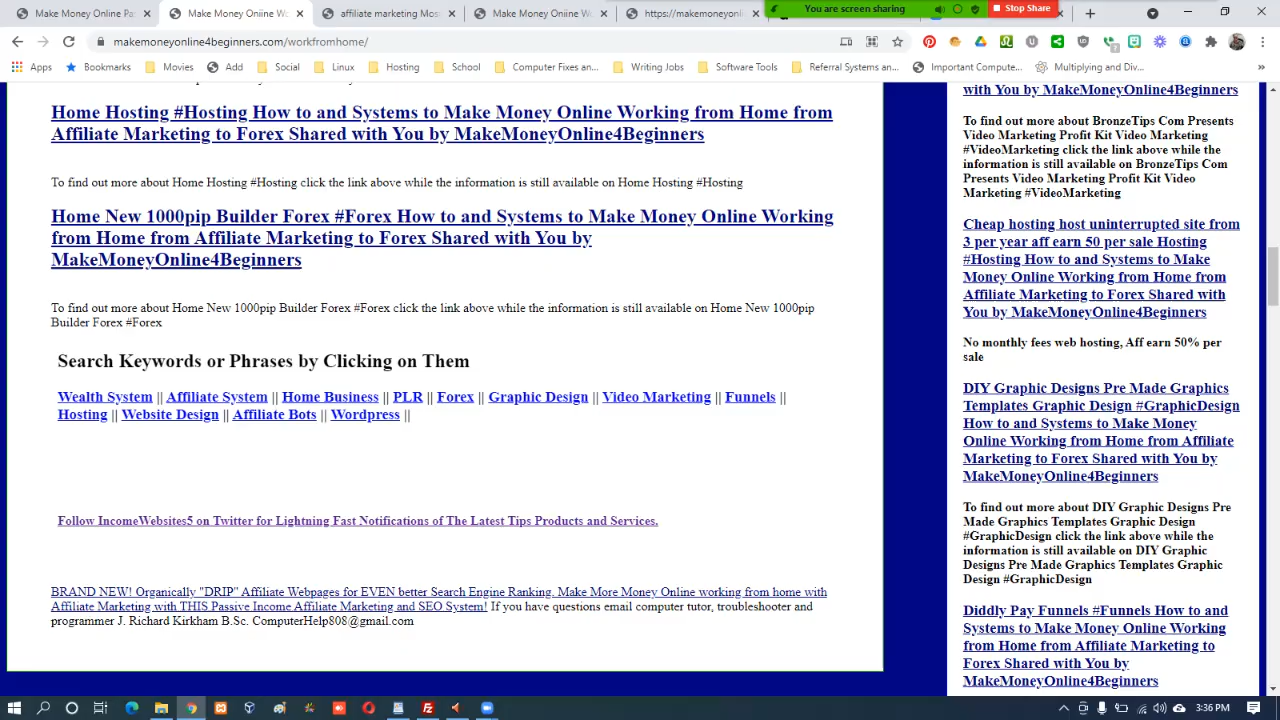 Make Money Online Pa
Make Money Online Wo
affiliate marketing Mos
Make Money Oniine Wo
https://makemoneyonli
You are screen sharing
Stop Share
makemoneyonline4beginners.com/workfromhome/
Apps
Bookmarks
Movies
Add
Social
Linux
Hosting
School
Computer Fixes an...
Writing Jobs
Software Tools
Referral Systems an...
Important Compute...
Multiplying and Div...
»
Home Hosting #Hosting How to and Systems to Make Money Online Working from Home from
Affiliate Marketing to Forex Shared with You by MakeMoneyOnline4Beginners
To find out more about Home Hosting #Hosting click the link above while the information is still available on Home Hosting #Hosting
Home New 1000pip Builder Forex #Forex How to and Systems to Make Money Online Working
from Home from Affiliate Marketing to Forex Shared with You by
MakeMoneyOnline4Beginners
To find out more about Home New 1000pip Builder Forex #Forex click the link above while the information is still available on Home New 1000pip
Builder Forex #Forex
Search Keywords or Phrases by Clicking on Them
Wealth System || Affiliate System || Home Business || PLR || Forex || Graphic Design || Video Marketing || Funnels ||
Hosting || Website Design || Affiliate Bots || Wordpress ||
Follow IncomeWebsites5 on Twitter for Lightning Fast Notifications of The Latest Tips Products and Services.
BRAND NEW! Organically "DRIP" Affiliate Webpages for EVEN better Search Engine Ranking. Make More Money Online working from home with
Affiliate Marketing with THIS Passive Income Affiliate Marketing and SEO System! If you have questions email computer tutor, troubleshooter and
programmer J. Richard Kirkham B.Sc. ComputerHelp808@gmail.com
with You by MakeMoneyOnline4Beginners
To find out more about BronzeTips Com Presents
Video Marketing Profit Kit Video Marketing
#VideoMarketing click the link above while the
information is still available on BronzeTips Com
Presents Video Marketing Profit Kit Video
Marketing #VideoMarketing
Cheap hosting host uninterrupted site from
3 per year aff earn 50 per sale Hosting
#Hosting How to and Systems to Make
Money Online Working from Home from
Affiliate Marketing to Forex Shared with
You by MakeMoneyOnline4Beginners
No monthly fees web hosting, Aff earn 50% per
sale
DIY Graphic Designs Pre Made Graphics
Templates Graphic Design #GraphicDesign
How to and Systems to Make Money
Online Working from Home from Affiliate
Marketing to Forex Shared with You by
MakeMoneyOnline4Beginners
To find out more about DIY Graphic Designs Pre
Made Graphics Templates Graphic Design
#GraphicDesign click the link above while the
information is still available on DIY Graphic
Designs Pre Made Graphics Templates Graphic
Design #GraphicDesign
Diddly Pay Funnels #Funnels How to and
Systems to Make Money Online Working
from Home from Affiliate Marketing to
Forex Shared with You by
MakeMoneyOnline4Beginners
3:36 PM